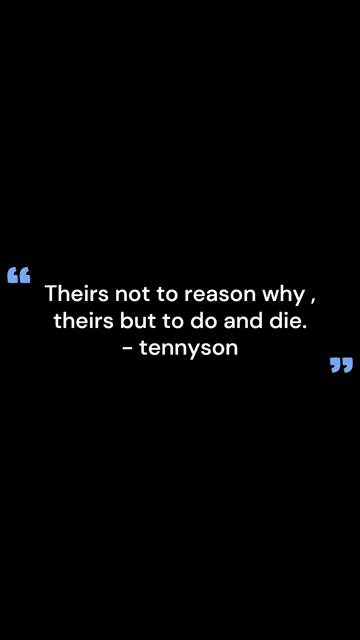 “
Theirs not to reason why ,
theirs but to do and die.
- tennyson
”